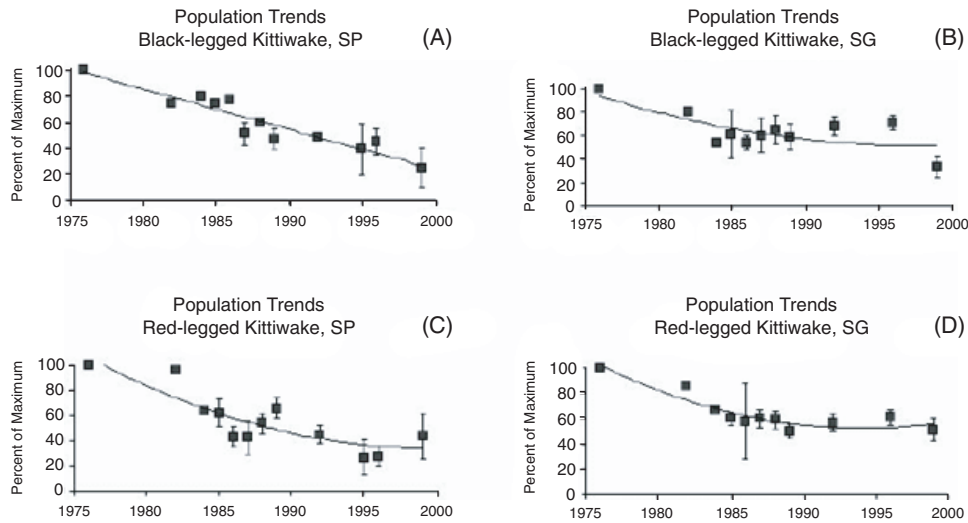 Population Trends
Black-legged Kittiwake, SP
(A)
Percent of Maximum
100
80
60
40
20
0
1975 1980 1985 1990 1995 2000
Population Trends
Black-legged Kittiwake, SG
(B)
Percent of Maximum
100
80
60
40
20
0
1975 1980 1985 1990 1995 2000
Population Trends
Red-legged Kittiwake, SP
(C)
Percent of Maximum
100
80
60
40
20
0
1975 1980 1985 1990 1995 2000
Population Trends
Red-legged Kittiwake, SG
(D)
Percent of Maximum
100
80
60
40
20
0
1975 1980 1985 1990 1995 2000